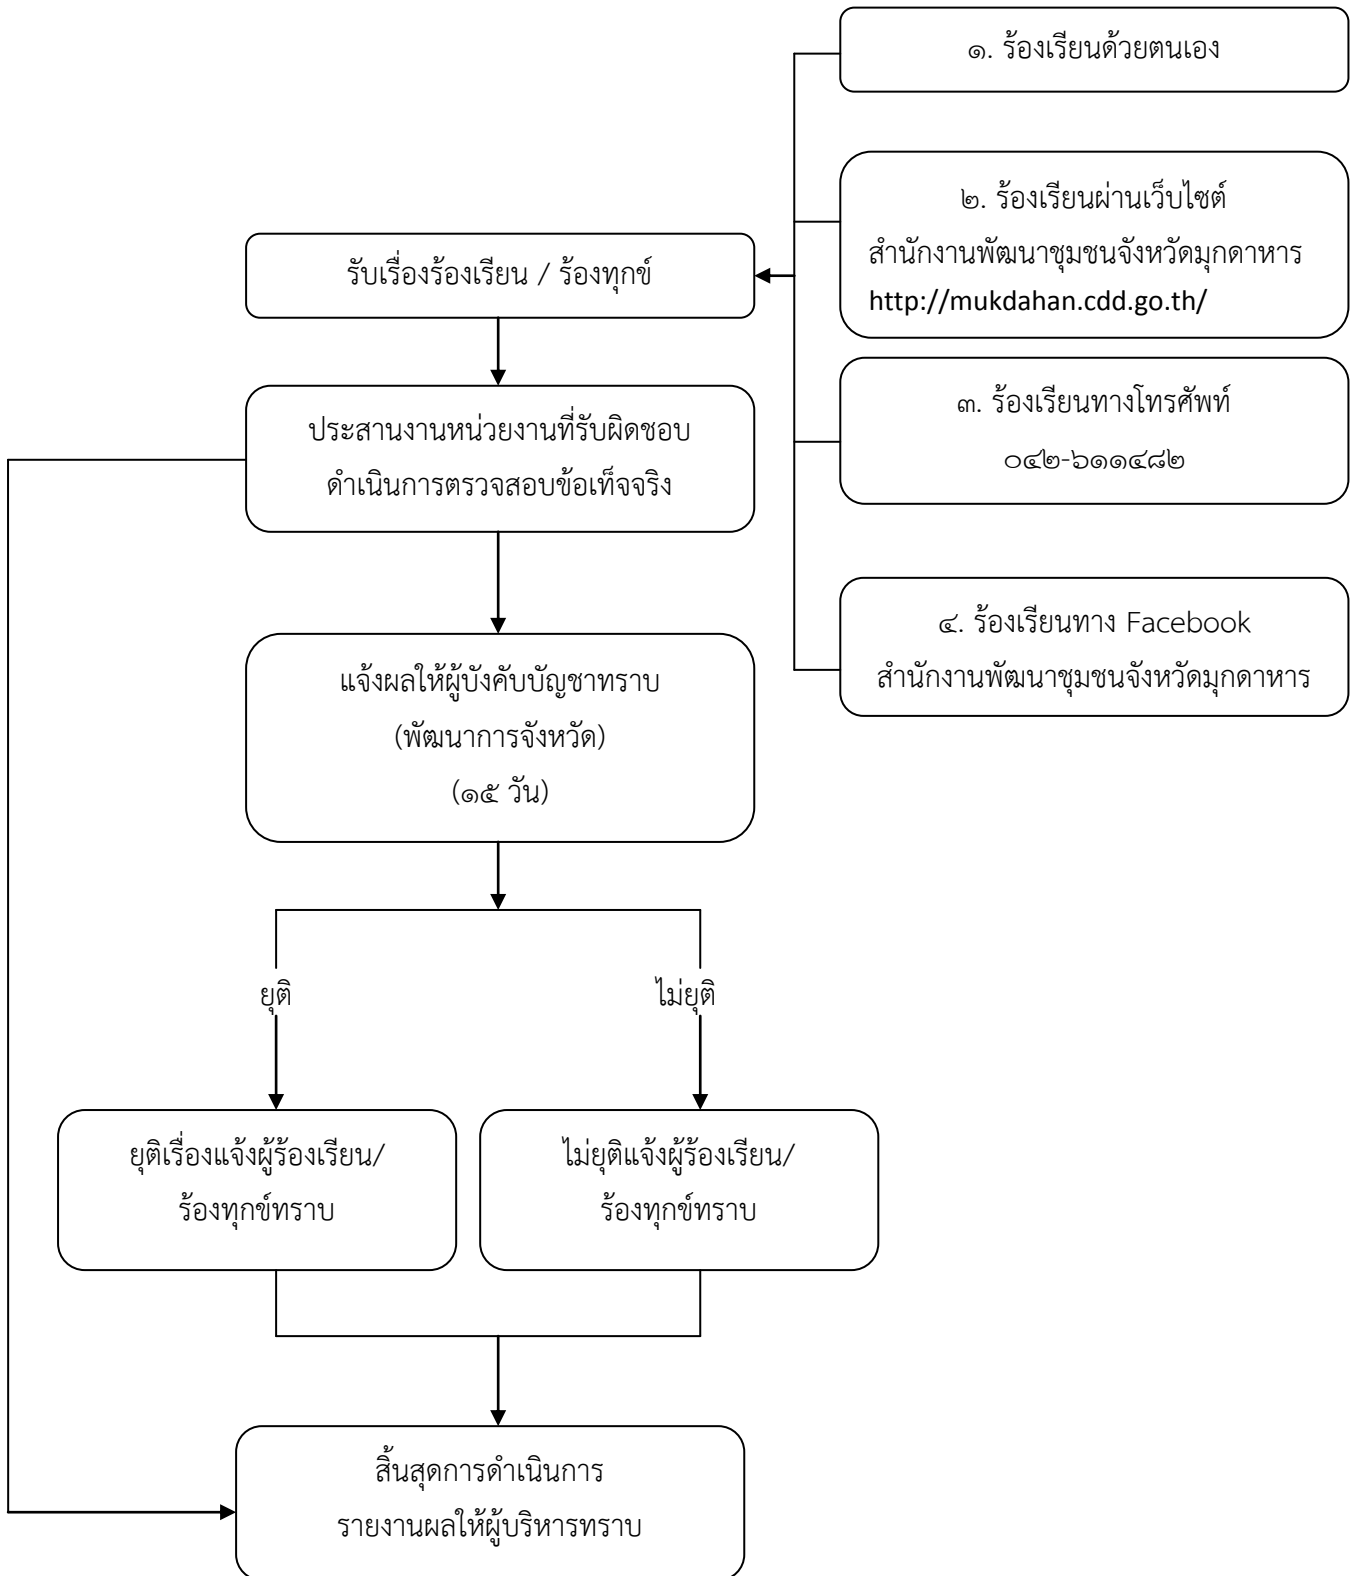 ๑. ร้องเรียนด้วยตนเอง
๒. ร้องเรียนผ่านเว็บไซต์
สำนักงานพัฒนาชุมชนจังหวัดมุกดาหาร
http://mukdahan.cdd.go.th/
รับเรื่องร้องเรียน / ร้องทุกข์
๓. ร้องเรียนทางโทรศัพท์
๐๔๒-๖๑๑๔๘๒
ประสานงานหน่วยงานที่รับผิดชอบ
ดำเนินการตรวจสอบข้อเท็จจริง
๔. ร้องเรียนทาง Facebook
สำนักงานพัฒนาชุมชนจังหวัดมุกดาหาร
แจ้งผลให้ผู้บังคับบัญชาทราบ
(พัฒนาการจังหวัด)
(๑๕ วัน)
ยุติ
ไม่ยุติ
ยุติเรื่องแจ้งผู้ร้องเรียน/
ร้องทุกข์ทราบ
ไม่ยุติแจ้งผู้ร้องเรียน/
ร้องทุกข์ทราบ
สิ้นสุดการดำเนินการ
รายงานผลให้ผู้บริหารทราบ